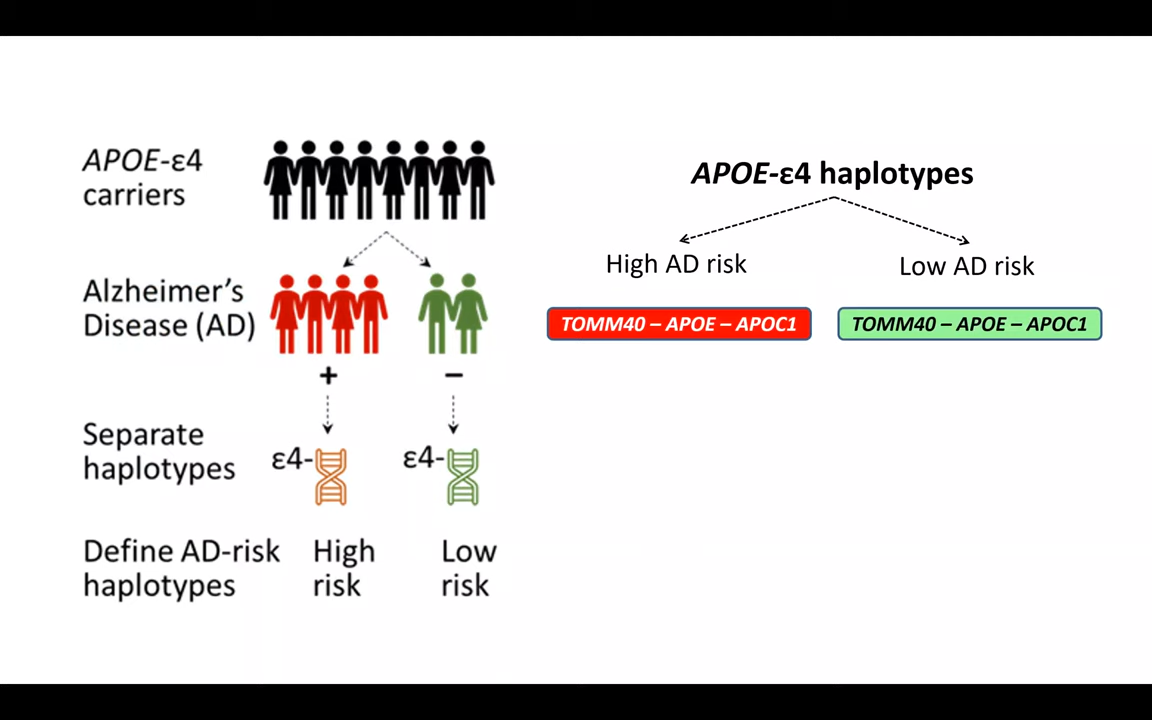 APOE-ε4
carriers
Alzheimer’s
Disease (AD)
+
–
Separate
haplotypes
ε4-
ε4-
Define AD-risk
haplotypes
High
risk
Low
risk
APOE-ε4 haplotypes
High AD risk
Low AD risk
TOMM40 – APOE – APOC1
TOMM40 – APOE – APOC1